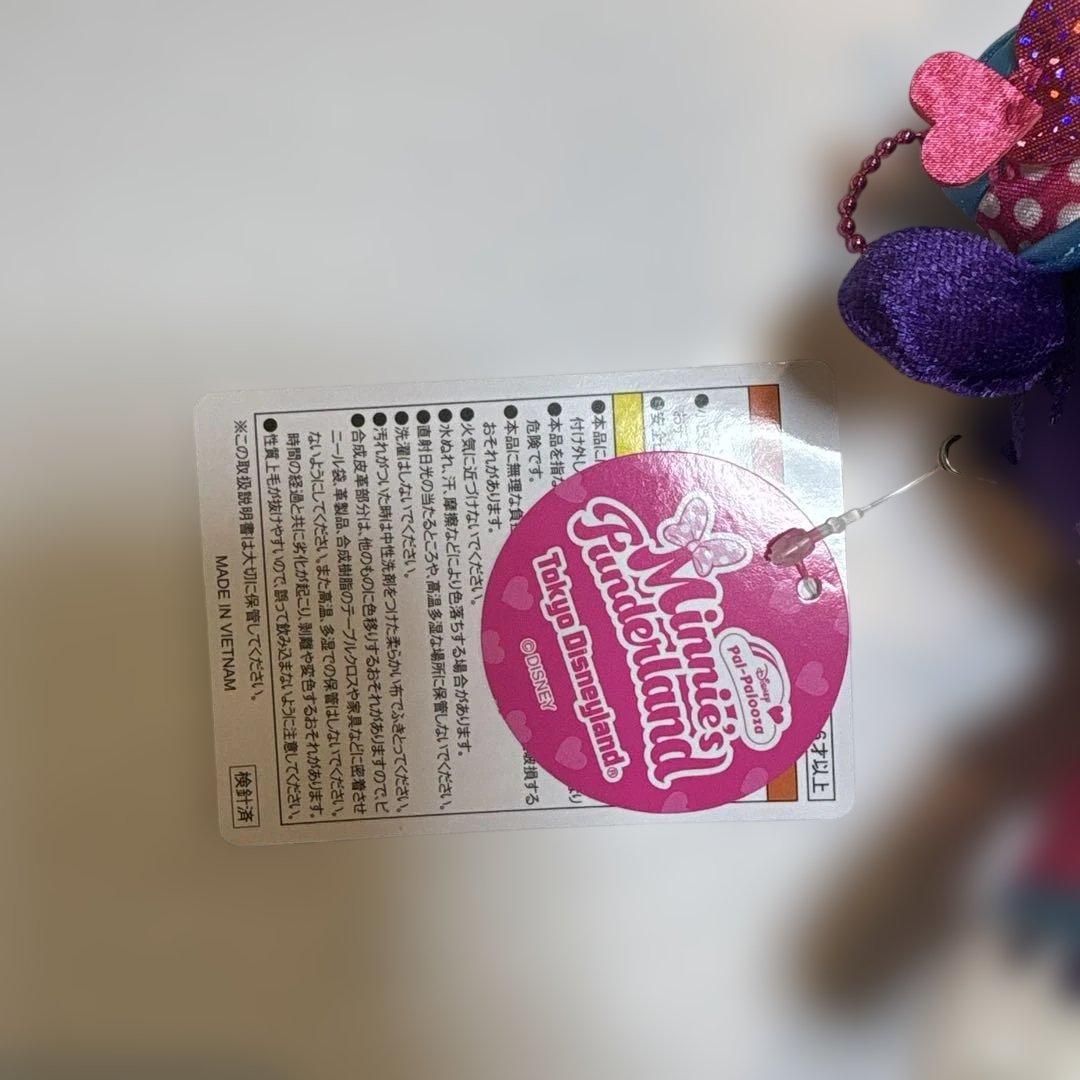 Disney
Pal-Palooza
Minnie's
Funderland
Tokyo Disneyland®
©DISNEY
6才以上
●本品に
付け外し
●本品を指
危険です。
●本品に無理な負
破損する
おそれがあります。
●火気に近づけないでください。
●水ぬれ、汗、摩擦などにより色落ちする場合があります。
●直射日光の当たるところや、高温多湿な場所に保管しないでください。
●洗濯はしないでください。
●汚れがついた時は中性洗剤をつけた柔らかい布でふきとってください。
●合成皮革部分は、他のものに色移りするおそれがありますので、ビ
ニール袋、革製品、合成樹脂のテーブルクロスや家具などに密着させ
ないようにしてください。また高温、多湿での保管はしないでください。
時間の経過と共に劣化が起こり、剥離や変色するおそれがあります。
●性質上毛が抜けやすいので、誤って飲み込まないように注意してください。
※この取扱説明書は大切に保管してください。
MADE IN VIETNAM
検針済